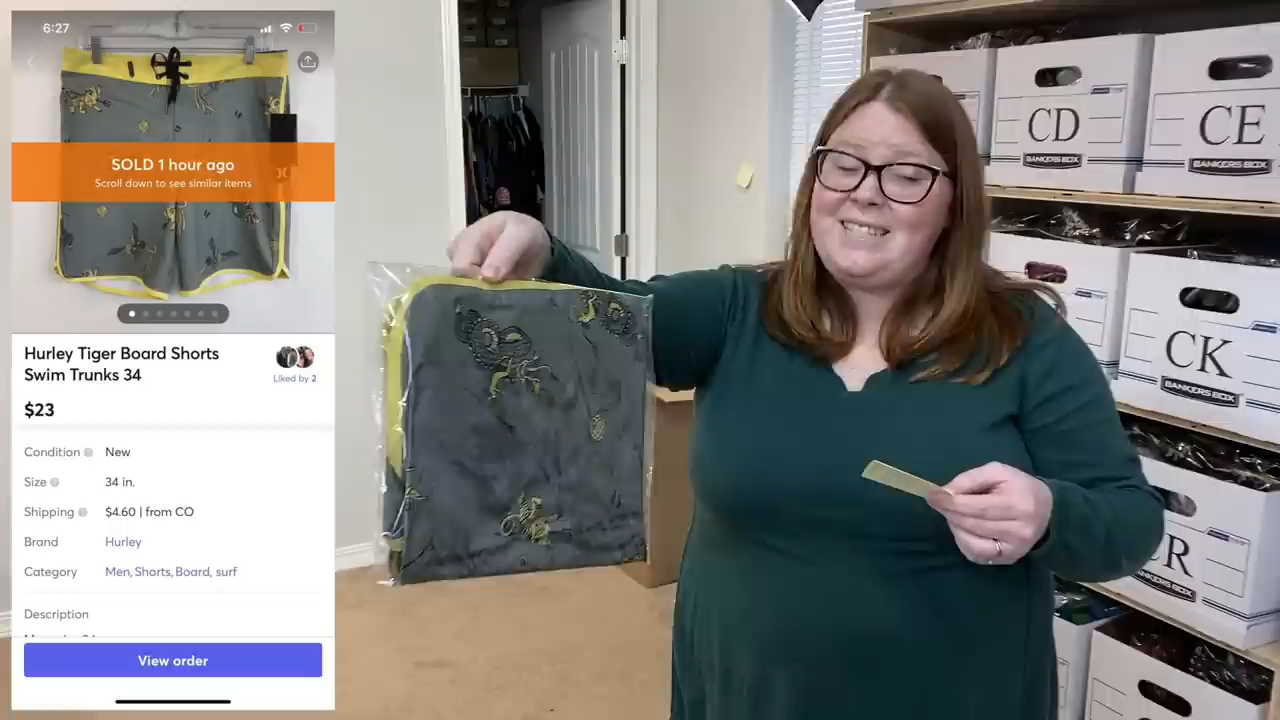 6:27
SOLD 1 hour ago
Scroll down to see similar items
Hurley Tiger Board Shorts
Swim Trunks 34
Liked by 2
$23
Condition New
Size 34 in.
Shipping $4.60 | from CO
Brand Hurley
Category Men, Shorts, Board, surf
Description
View order
CD
BANKERS BOX
CE
BANKERS BOX
CK
BANKERS BOX
R
BANKERS BOX